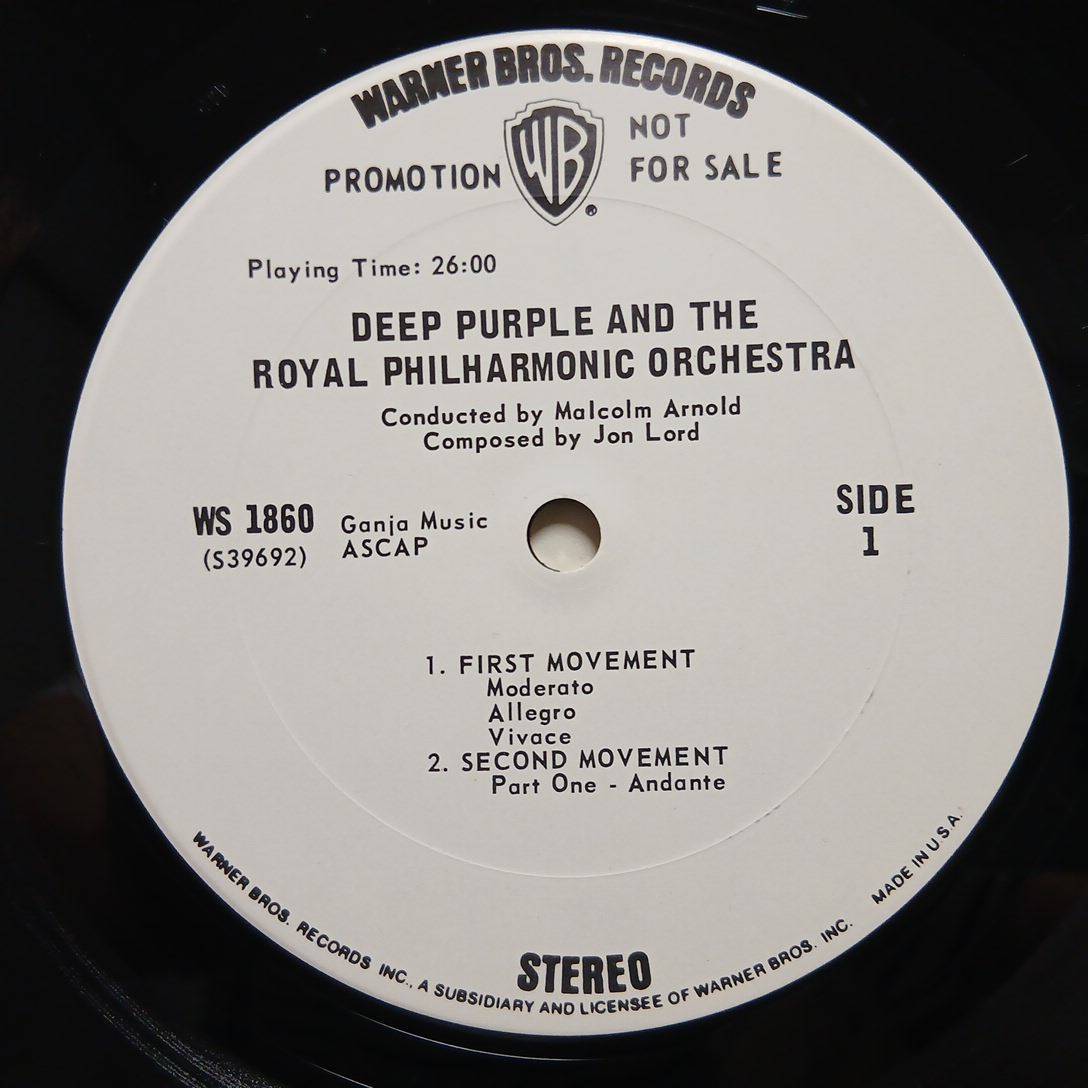 WARNER BROS. RECORDS
PROMOTION
WB
®
NOT
FOR SALE
Playing Time: 26:00
DEEP PURPLE AND THE
ROYAL PHILHARMONIC ORCHESTRA
Conducted by Malcolm Arnold
Composed by Jon Lord
WS 1860
(S39692)
Ganja Music
ASCAP
SIDE
1
1. FIRST MOVEMENT
Moderato
Allegro
Vivace
2. SECOND MOVEMENT
Part One - Andante
STEREO
WARNER BROS. RECORDS INC., A SUBSIDIARY AND LICENSEE OF WARNER BROS. INC. MADE IN U.S.A.